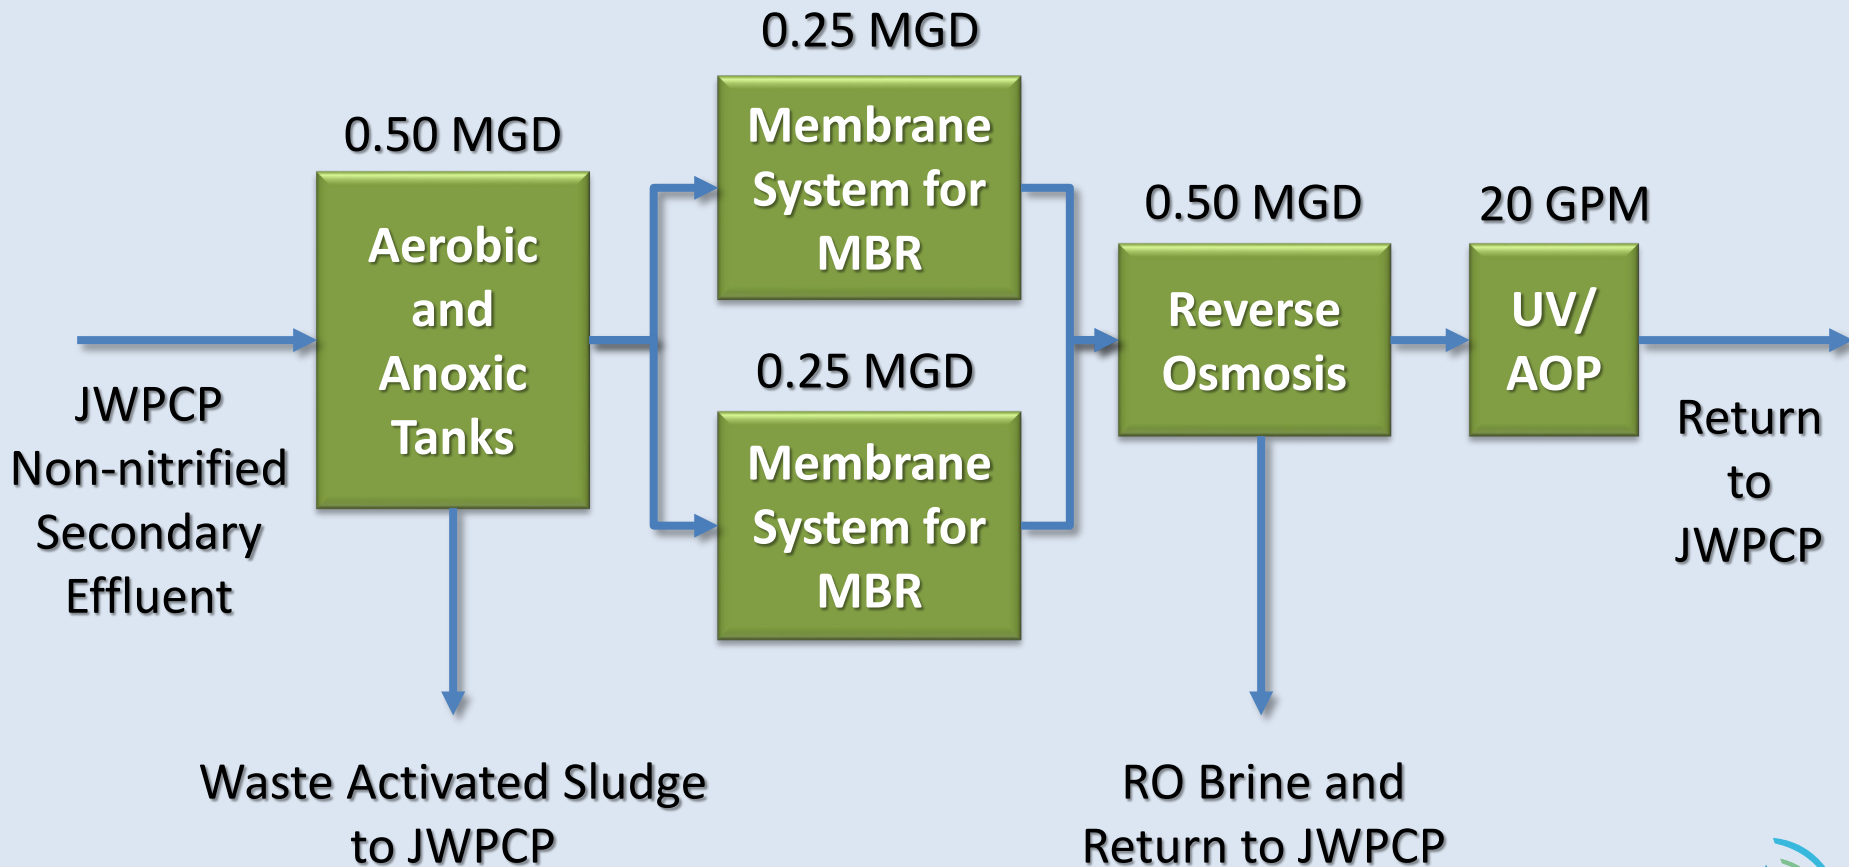 0.25 MGD
0.50 MGD
Membrane
System for
MBR
0.50 MGD
20 GPM
Aerobic
and
Anoxic
Tanks
Reverse
Osmosis
UV/
AOP
0.25 MGD
JWPCP
Non-nitrified
Secondary
Effluent
Membrane
System for
MBR
Return
to
JWPCP
Waste Activated Sludge
to JWPCP
RO Brine and
Return to JWPCP